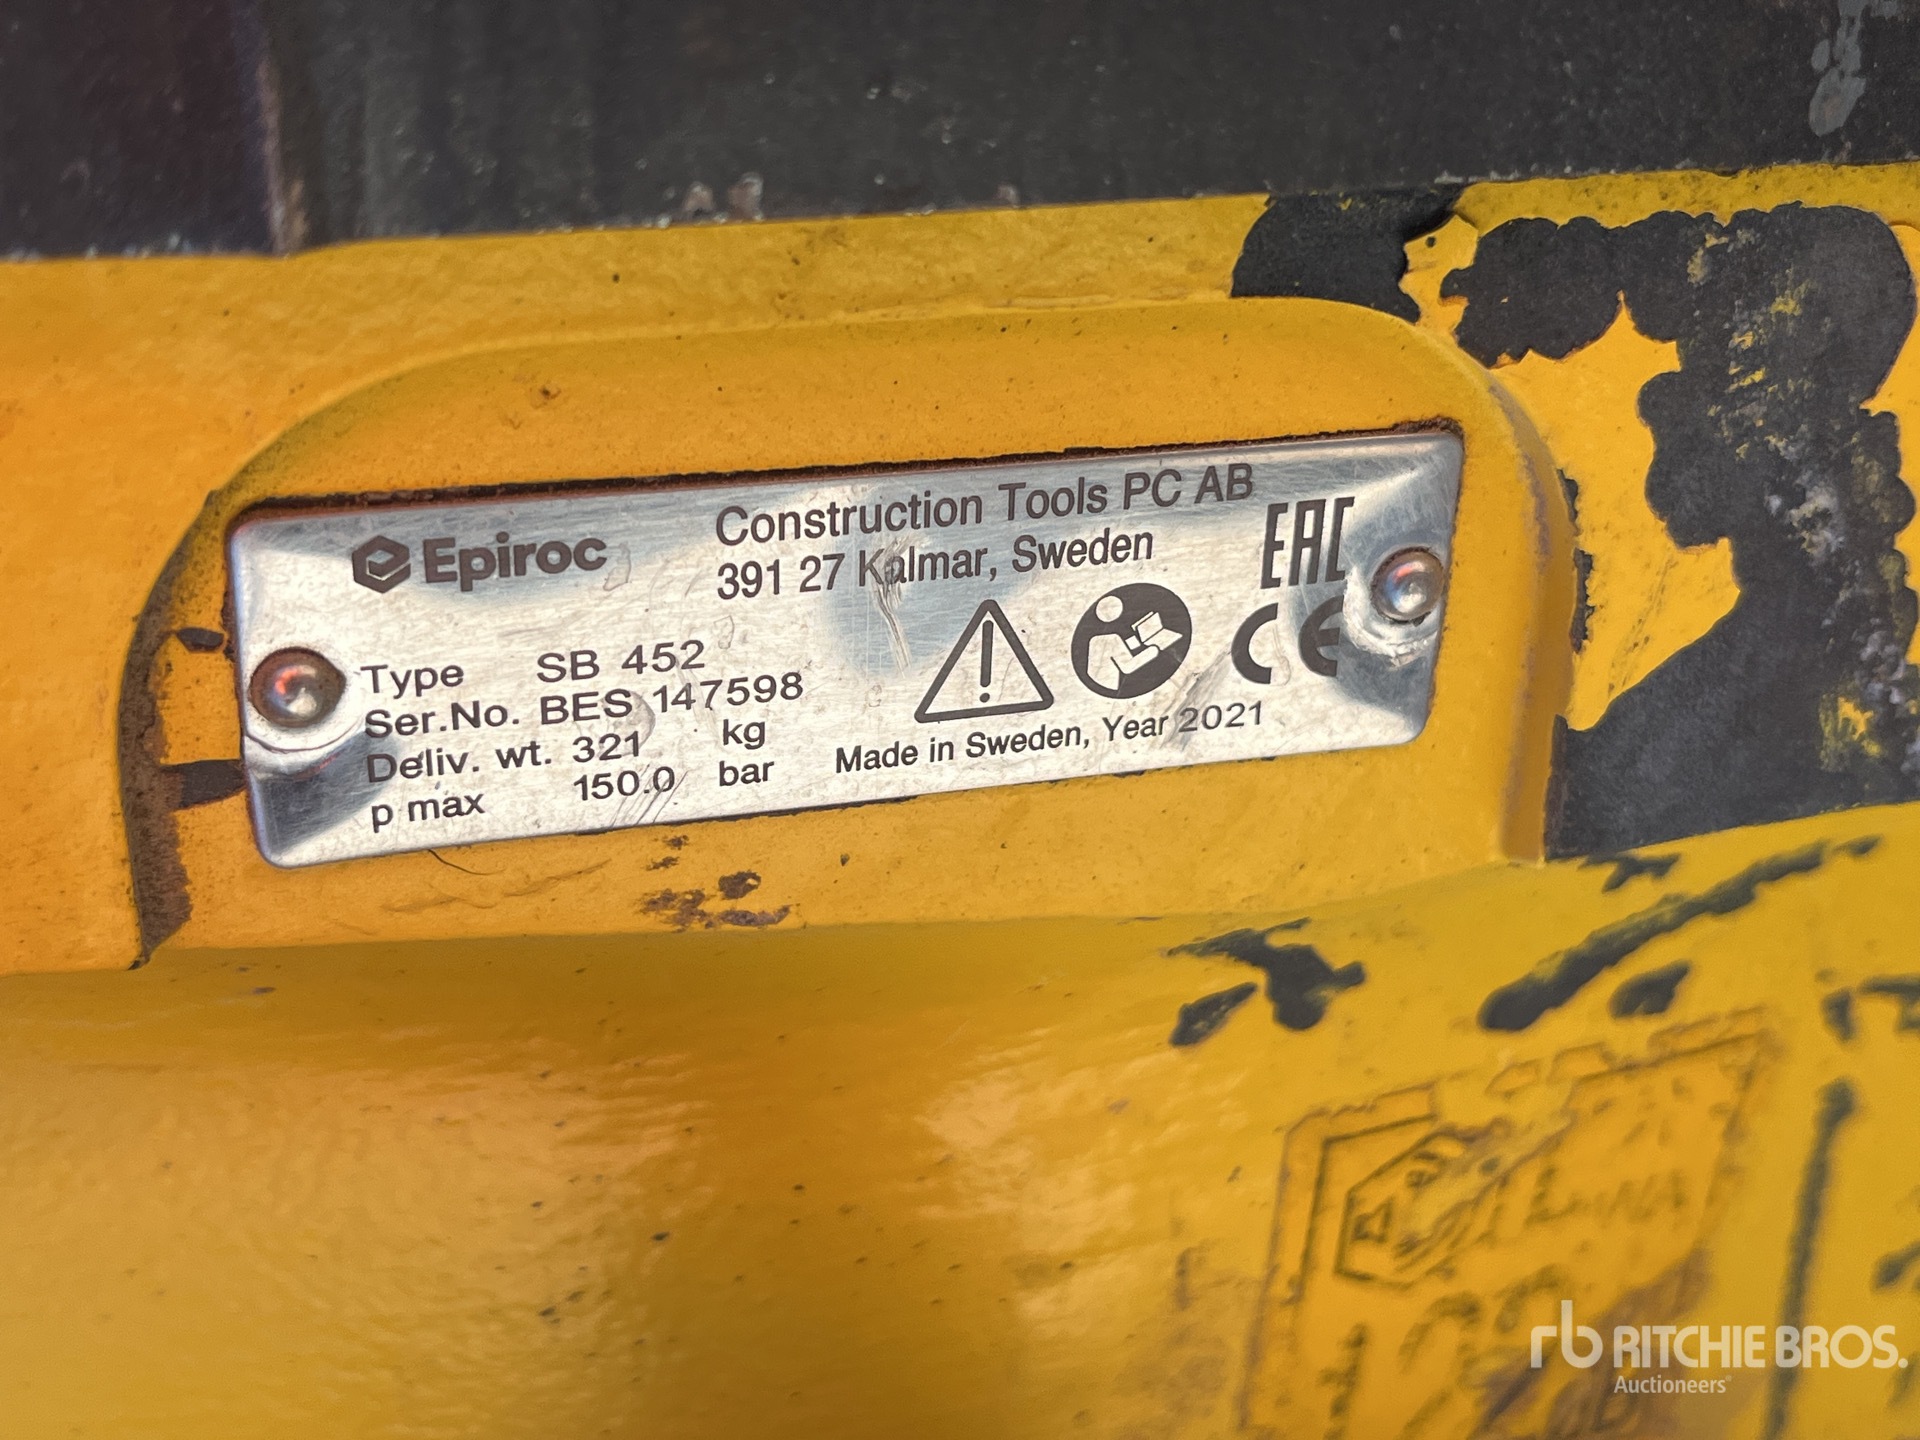 Epiroc
Construction Tools PC AB
391 27 Kalmar, Sweden
EAC
Type SB 452
Ser.No. BES 147598
Deliv. wt. 321 kg
p max 150.0 bar
CE
Made in Sweden, Year 2021
rb RITCHIE BROS.
Auctioneers